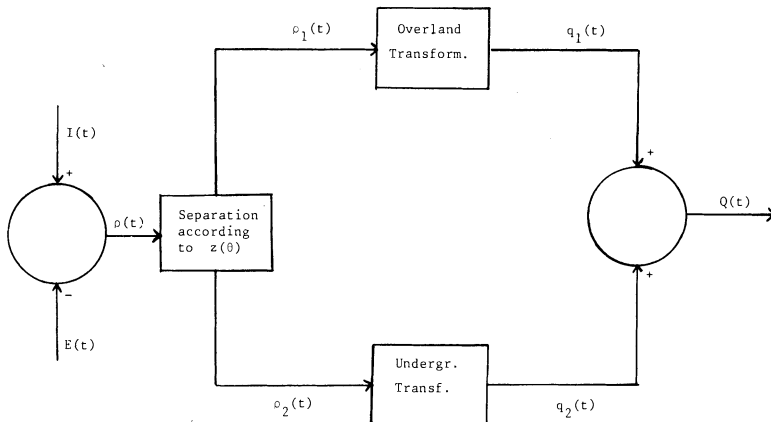 ρ₁(t)
Overland
Transform.
q₁(t)
I(t)
+
+
ρ(t)
Separation
according
to z(θ)
Q(t)
−
+
E(t)
Undergr.
Transf.
ρ₂(t)
q₂(t)